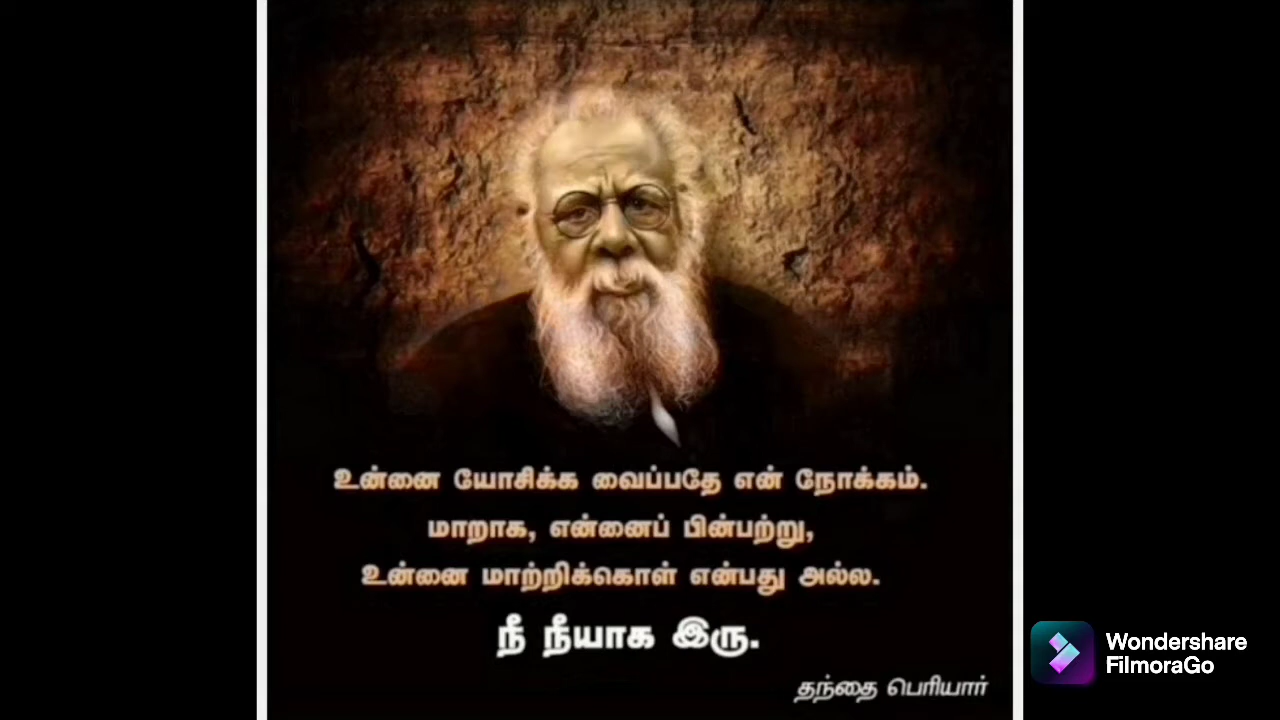 உன்னை யோசிக்க வைப்பதே என் நோக்கம்.
மாறாக, என்னைப் பின்பற்று,
உன்னை மாற்றிக்கொள் என்பது அல்ல.
நீ நீயாக இரு.
தந்தை பெரியார்
Wondershare
FilmoraGo